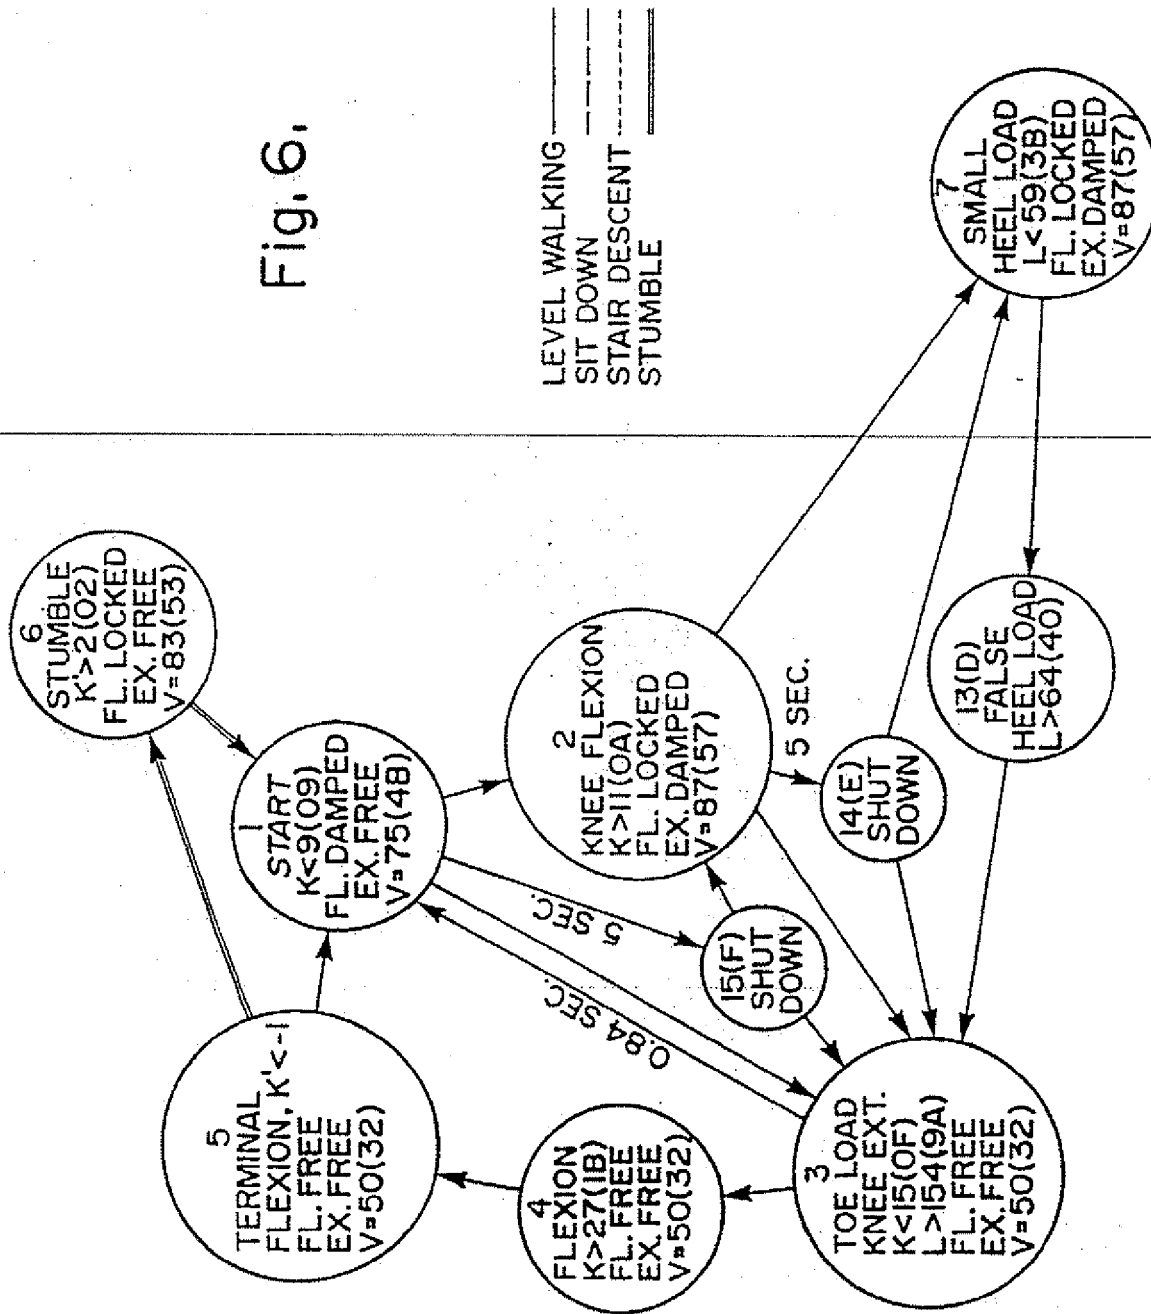 Fig. 6.
LEVEL WALKING
SIT DOWN
STAIR DESCENT
STUMBLE
5
TERMINAL
FLEXION, K'<-1
FL. FREE
EX. FREE
V=50(32)
6
STUMBLE
K'>2(02)
FL. LOCKED
EX. FREE
V=83(53)
1
START
K<9(09)
FL. DAMPED
EX. FREE
V=75(4B)
4
FLEXION
K>27(1B)
FL. FREE
EX. FREE
V=50(32)
0.84 SEC.
5 SEC.
15(F)
SHUT
DOWN
2
KNEE FLEXION
K>11(0A)
FL. LOCKED
EX. DAMPED
V=87(57)
5 SEC.
14(E)
SHUT
DOWN
3
TOE LOAD
KNEE EXT.
K<15(0F)
L>154(9A)
FL. FREE
EX. FREE
V=50(32)
13(D)
FALSE
HEEL LOAD
L>64(40)
7
SMALL
HEEL LOAD
L<59(3B)
FL. LOCKED
EX. DAMPED
V=87(57